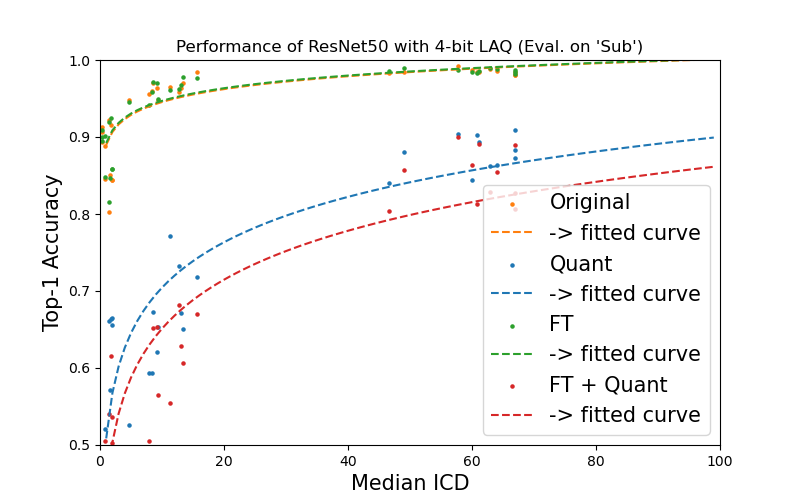 Performance of ResNet50 with 4-bit LAQ (Eval. on 'Sub')
Top-1 Accuracy
1.0
0.9
0.8
0.7
0.6
0.5
Original
-> fitted curve
Quant
-> fitted curve
FT
-> fitted curve
FT + Quant
-> fitted curve
0
20
40
60
80
100
Median ICD